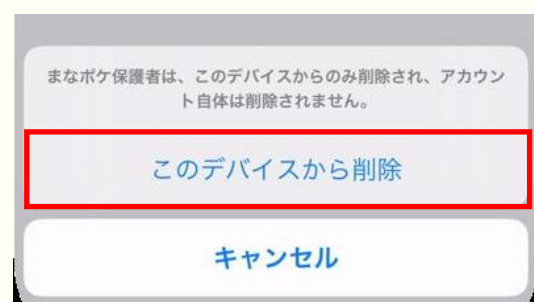 まなポケ保護者は、このデバイスからのみ削除され、アカウン
ト自体は削除されません。
このデバイスから削除
キャンセル